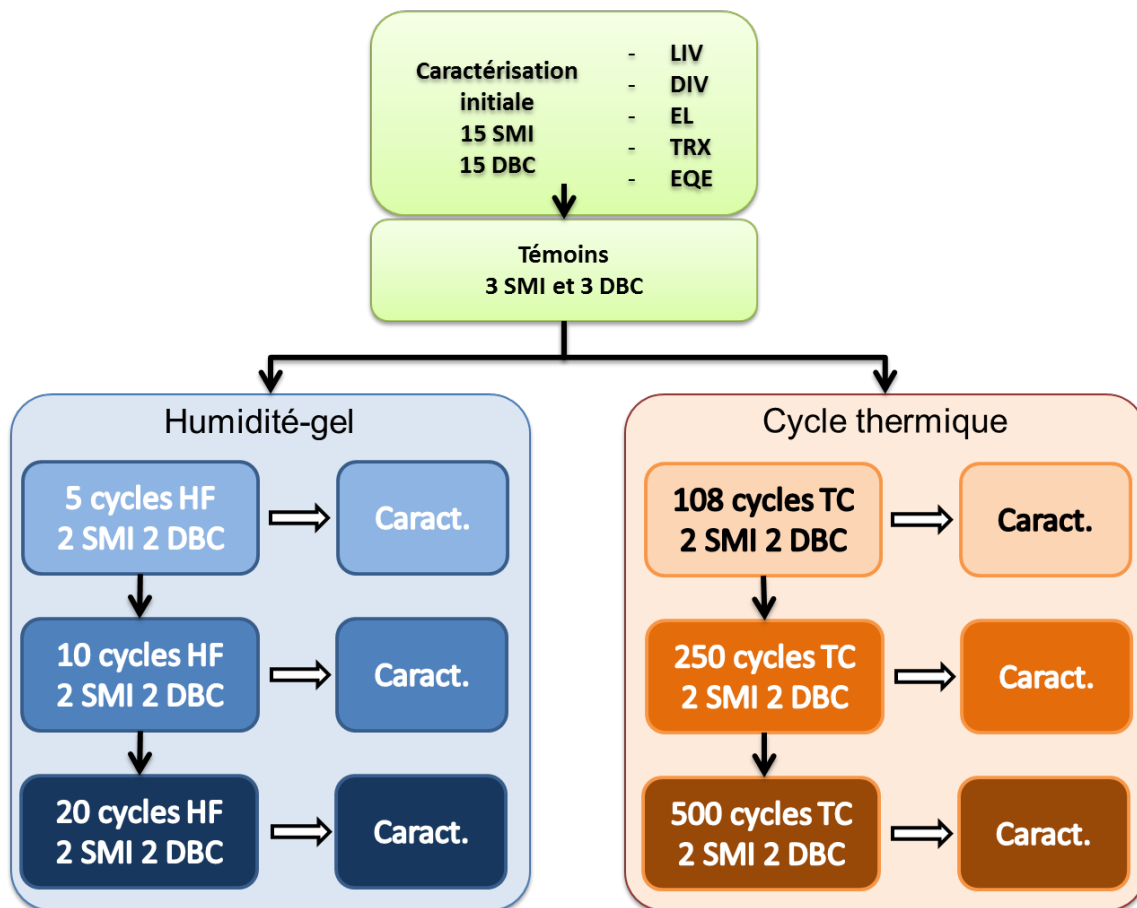 Caractérisation
initiale
15 SMI
15 DBC
- LIV
- DIV
- EL
- TRX
- EQE
Témoins
3 SMI et 3 DBC
Humidité-gel
5 cycles HF
2 SMI 2 DBC
Caract.
10 cycles HF
2 SMI 2 DBC
Caract.
20 cycles HF
2 SMI 2 DBC
Caract.
Cycle thermique
108 cycles TC
2 SMI 2 DBC
Caract.
250 cycles TC
2 SMI 2 DBC
Caract.
500 cycles TC
2 SMI 2 DBC
Caract.